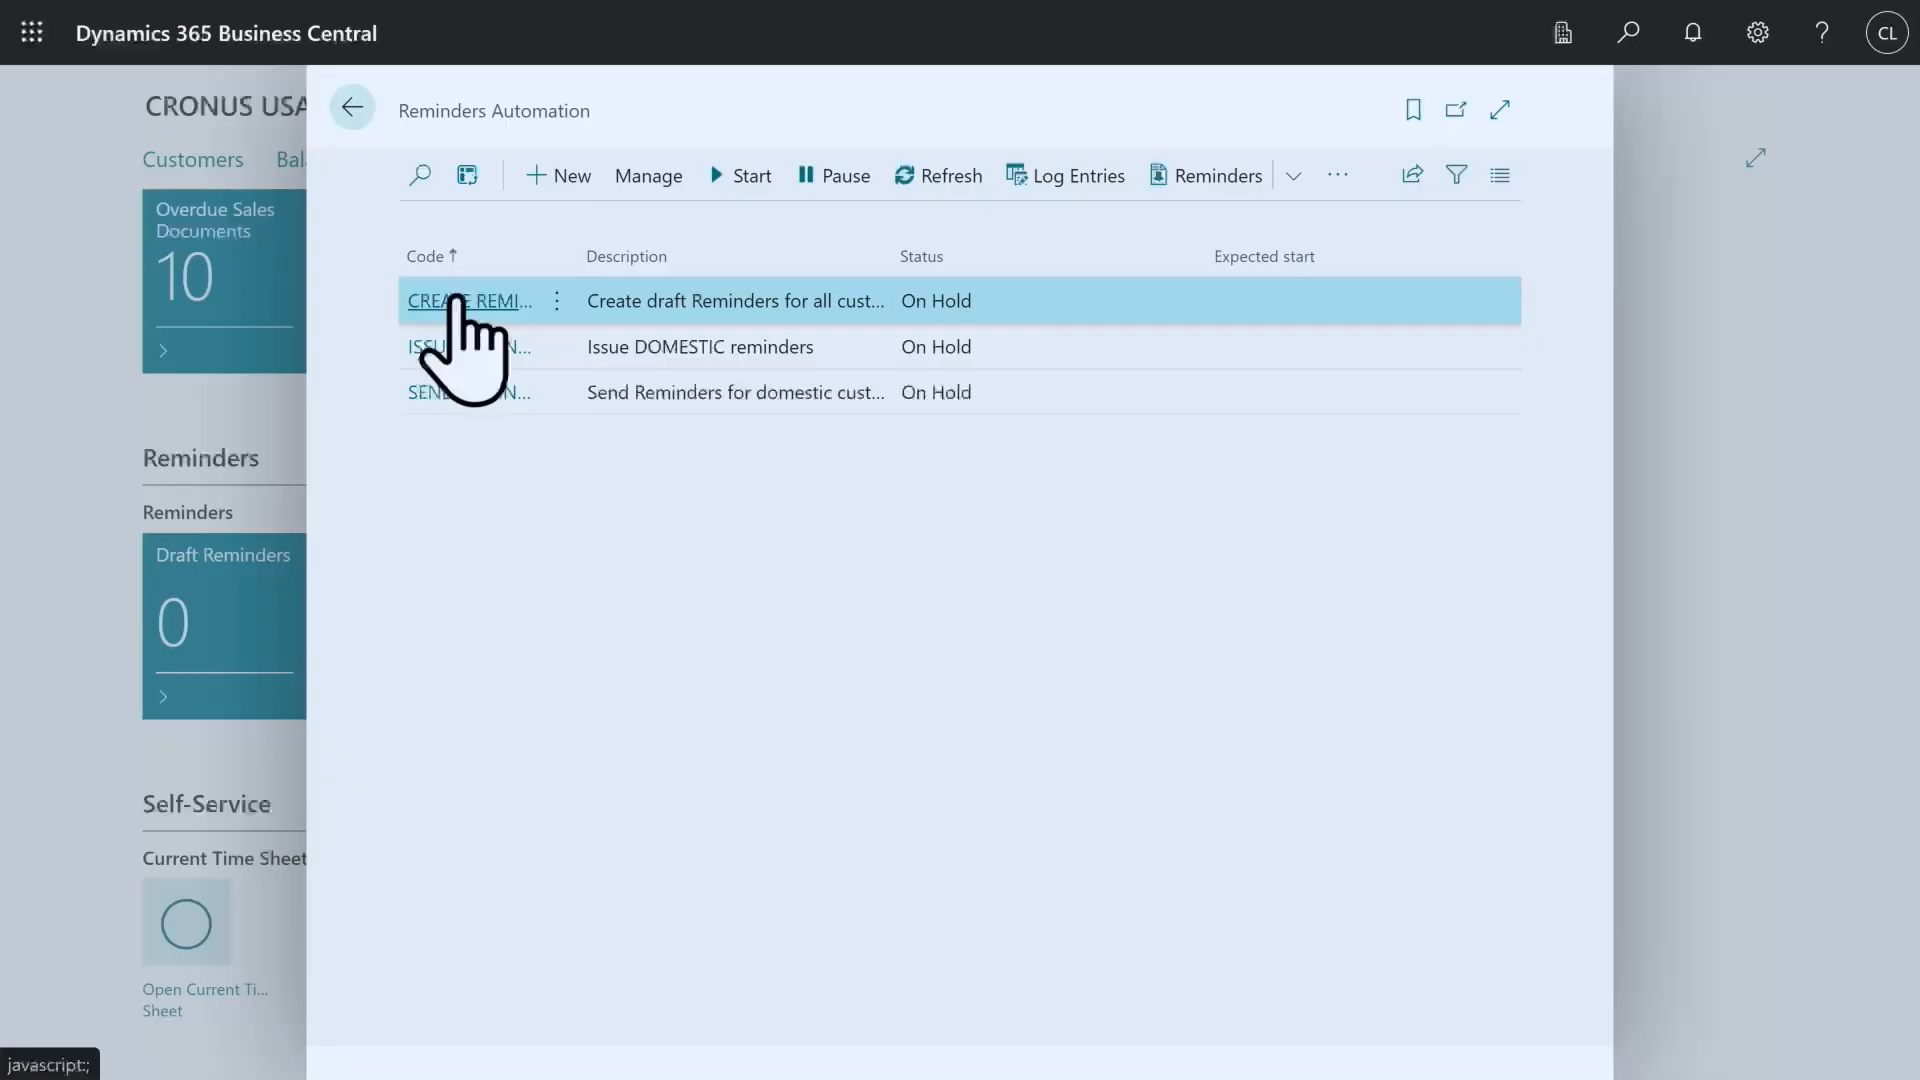 Dynamics 365 Business Central
CL
CRONUS USA
Reminders Automation
Customers
New Manage Start Pause Refresh Log Entries Reminders ...
Overdue Sales
Documents
10
Code ↑ Description Status Expected start
CREATE REMI... Create draft Reminders for all cust... On Hold
Issue DOMESTIC reminders On Hold
Send Reminders for domestic cust... On Hold
Reminders
Reminders
Draft Reminders
0
Self-Service
Current Time Sheet
Open Current Ti...
Sheet
javascript:;